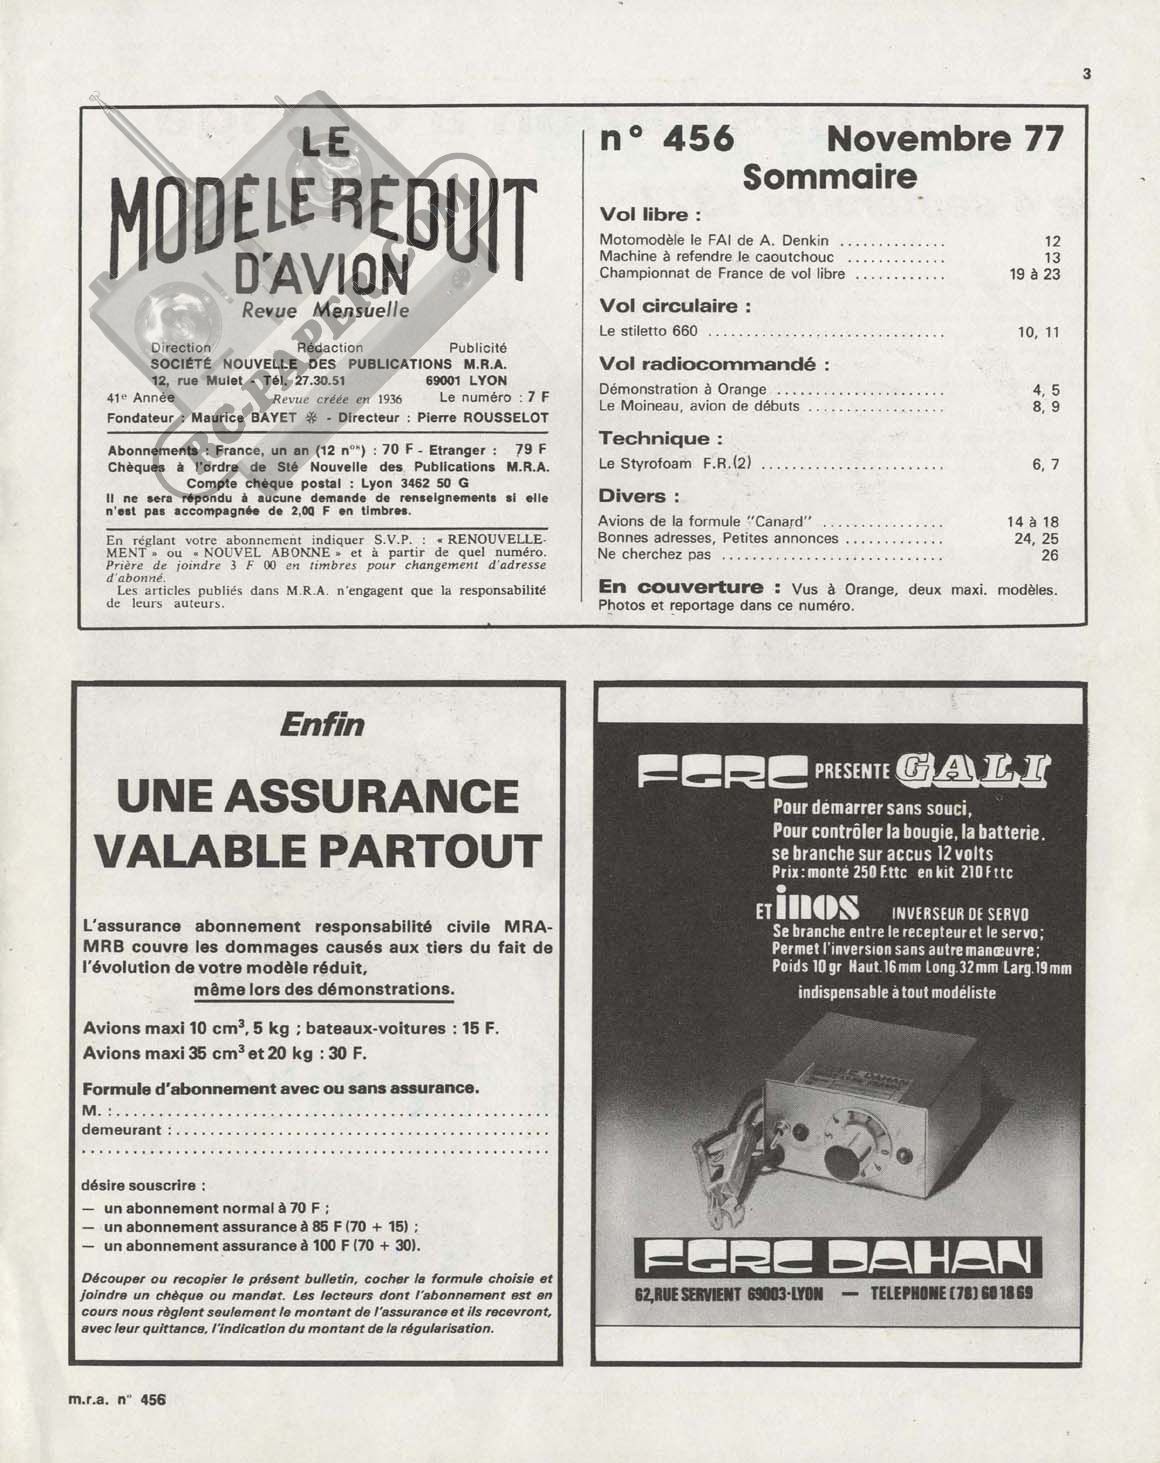 3
LE
MODÈLE RÉDUIT
D'AVION
Revue Mensuelle
Direction Rédaction Publicité
SOCIÉTÉ NOUVELLE DES PUBLICATIONS M.R.A.
12, rue Mulet - Tél. 27.30.51 69001 LYON
41e Année Revue créée en 1936 Le numéro : 7 F
Fondateur : Maurice BAYET ✻ - Directeur : Pierre ROUSSELOT
Abonnements : France, un an (12 nos) : 70 F - Etranger : 79 F
Chèques à l'ordre de Sté Nouvelle des Publications M.R.A.
Compte chèque postal : Lyon 3462 50 G
Il ne sera répondu à aucune demande de renseignements si elle
n'est pas accompagnée de 2,00 F en timbres.
En réglant votre abonnement indiquer S.V.P. : « RENOUVELLE-
MENT » ou « NOUVEL ABONNE » et à partir de quel numéro.
Prière de joindre 3 F 00 en timbres pour changement d'adresse
d'abonné.
Les articles publiés dans M.R.A. n'engagent que la responsabilité
de leurs auteurs.
RC-PAPER.COM
n° 456 Novembre 77
Sommaire
Vol libre :
Motomodèle le FAI de A. Denkin .............. 12
Machine à refendre le caoutchouc ............. 13
Championnat de France de vol libre ............ 19 à 23
Vol circulaire :
Le stiletto 660 ............................... 10, 11
Vol radiocommandé :
Démonstration à Orange ...................... 4, 5
Le Moineau, avion de débuts .................. 8, 9
Technique :
Le Styrofoam F.R.(2) ........................ 6, 7
Divers :
Avions de la formule "Canard" ................ 14 à 18
Bonnes adresses, Petites annonces ............. 24, 25
Ne cherchez pas ............................. 26
En couverture : Vus à Orange, deux maxi. modèles.
Photos et reportage dans ce numéro.
Enfin
UNE ASSURANCE
VALABLE PARTOUT
L'assurance abonnement responsabilité civile MRA-
MRB couvre les dommages causés aux tiers du fait de
l'évolution de votre modèle réduit,
même lors des démonstrations.
Avions maxi 10 cm³, 5 kg ; bateaux-voitures : 15 F.
Avions maxi 35 cm³ et 20 kg : 30 F.
Formule d'abonnement avec ou sans assurance.
M. :..................................................
demeurant :............................................
.......................................................
désire souscrire :
— un abonnement normal à 70 F ;
— un abonnement assurance à 85 F (70 + 15) ;
— un abonnement assurance à 100 F (70 + 30).
Découper ou recopier le présent bulletin, cocher la formule choisie et
joindre un chèque ou mandat. Les lecteurs dont l'abonnement est en
cours nous règlent seulement le montant de l'assurance et ils recevront,
avec leur quittance, l'indication du montant de la régularisation.
FGRC PRESENTE GALI
Pour démarrer sans souci,
Pour contrôler la bougie, la batterie.
se branche sur accus 12 volts
Prix : monté 250 F.ttc en kit 210 F ttc
ET inos INVERSEUR DE SERVO
Se branche entre le recepteur et le servo;
Permet l'inversion sans autre manœuvre;
Poids 10 gr Haut.16mm Long.32mm Larg.19mm
indispensable à tout modéliste
FGRC DAHAN
62, RUE SERVIENT 69003-LYON — TELEPHONE (78) 60 18 69
m.r.a. n° 456